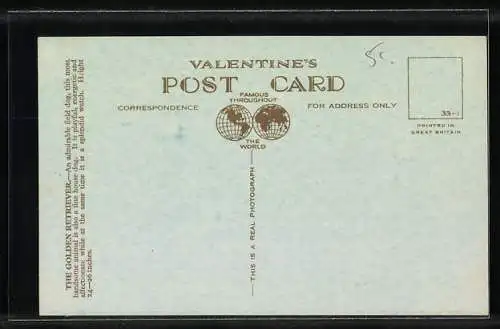 VALENTINE'S
POST CARD
FAMOUS
THROUGHOUT
CORRESPONDENCE
FOR ADDRESS ONLY
THE
WORLD
THIS IS A REAL PHOTOGRAPH
PRINTED IN
GREAT BRITAIN
THE GOLDEN RETRIEVER.—An admirable field dog, this most
handsome animal is also a fine house-dog. It is playful, energetic and
affectionate, while at the same time it is a splendid watch. Height
24—26 inches.